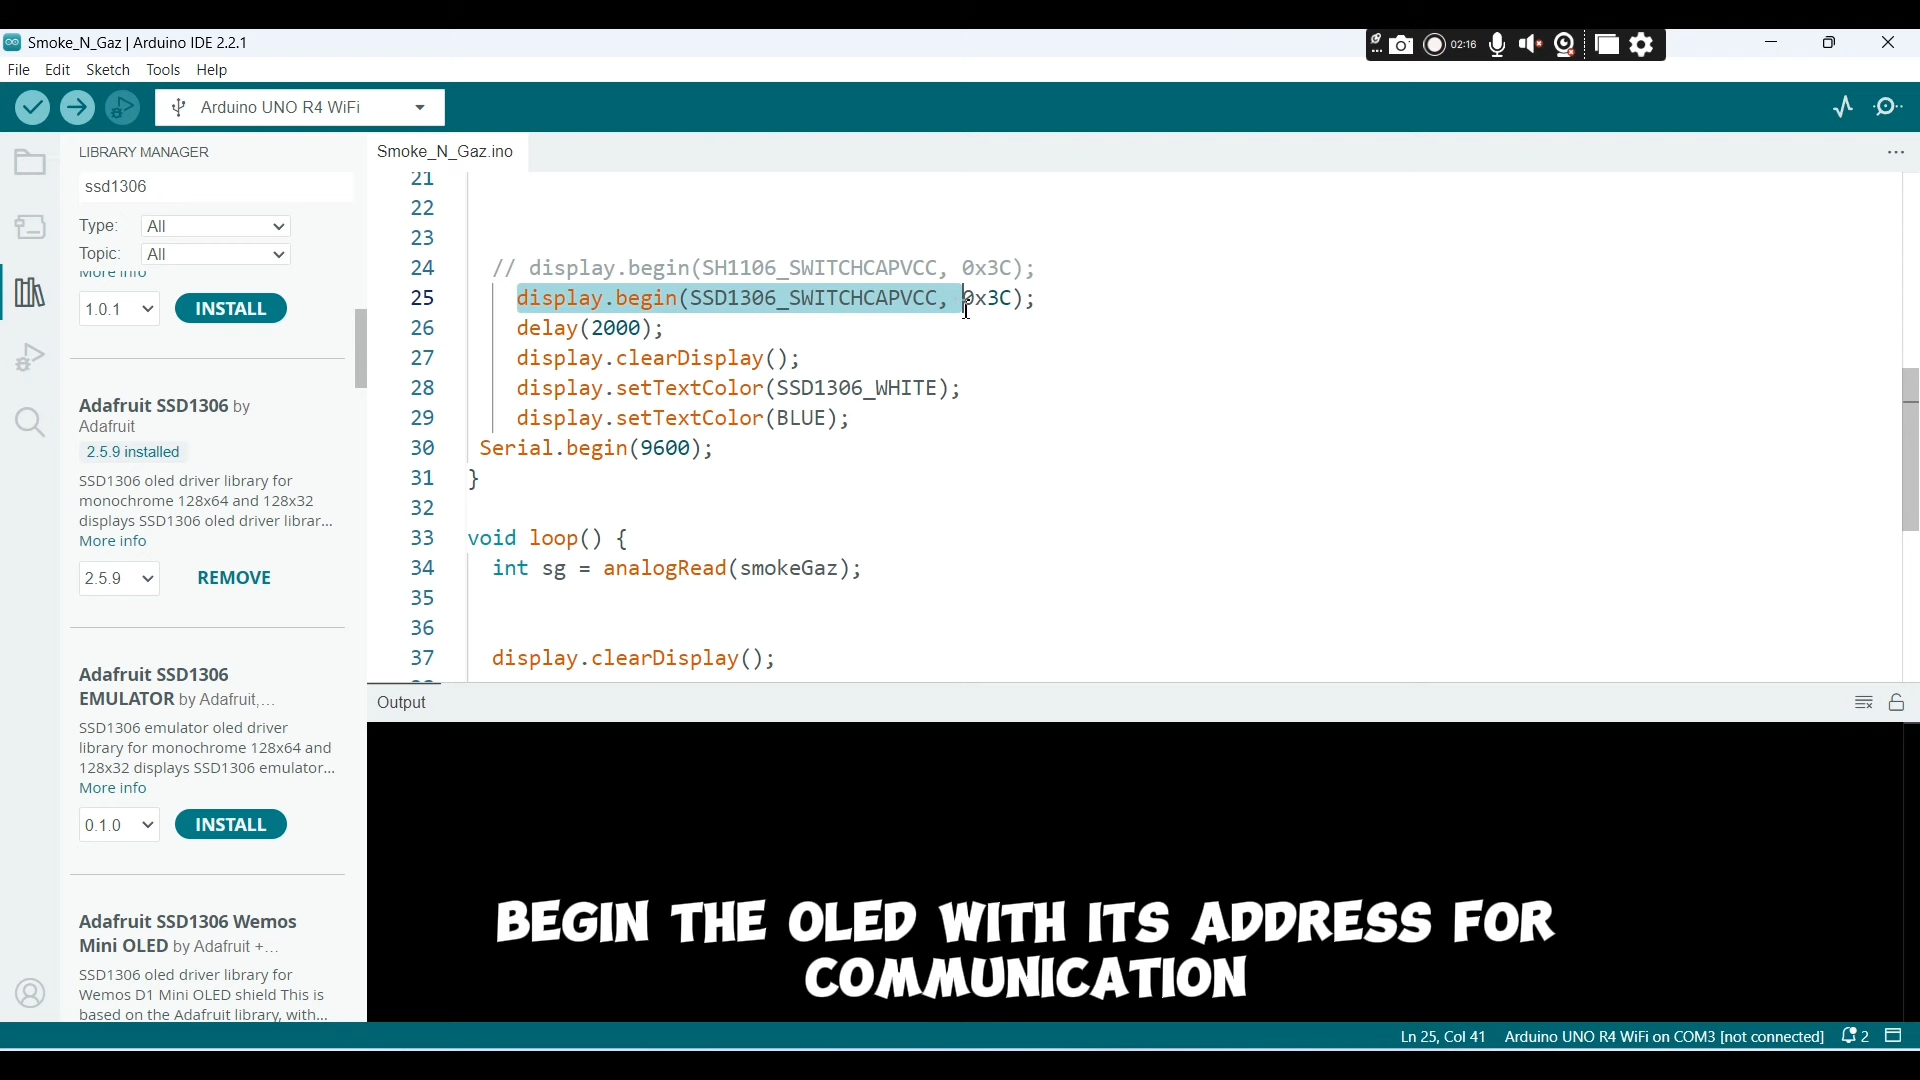 Smoke_N_Gaz | Arduino IDE 2.2.1
02:16
File Edit Sketch Tools Help
Arduino UNO R4 WiFi
LIBRARY MANAGER
ssd1306
Type: All
Topic: All
More info
1.0.1 INSTALL
Adafruit SSD1306 by
Adafruit
2.5.9 installed
SSD1306 oled driver library for
monochrome 128x64 and 128x32
displays SSD1306 oled driver librar...
More info
2.5.9 REMOVE
Adafruit SSD1306
EMULATOR by Adafruit,...
SSD1306 emulator oled driver
library for monochrome 128x64 and
128x32 displays SSD1306 emulator...
More info
0.1.0 INSTALL
Adafruit SSD1306 Wemos
Mini OLED by Adafruit +...
SSD1306 oled driver library for
Wemos D1 Mini OLED shield This is
based on the Adafruit library, with...
Smoke_N_Gaz.ino
21
22
23
24 // display.begin(SH1106_SWITCHCAPVCC, 0x3C);
25 display.begin(SSD1306_SWITCHCAPVCC, 0x3C);
26 delay(2000);
27 display.clearDisplay();
28 display.setTextColor(SSD1306_WHITE);
29 display.setTextColor(BLUE);
30 Serial.begin(9600);
31 }
32
33 void loop() {
34 int sg = analogRead(smokeGaz);
35
36
37 display.clearDisplay();
Output
BEGIN THE OLED WITH ITS ADDRESS FOR
COMMUNICATION
Ln 25, Col 41 Arduino UNO R4 WiFi on COM3 [not connected] 2